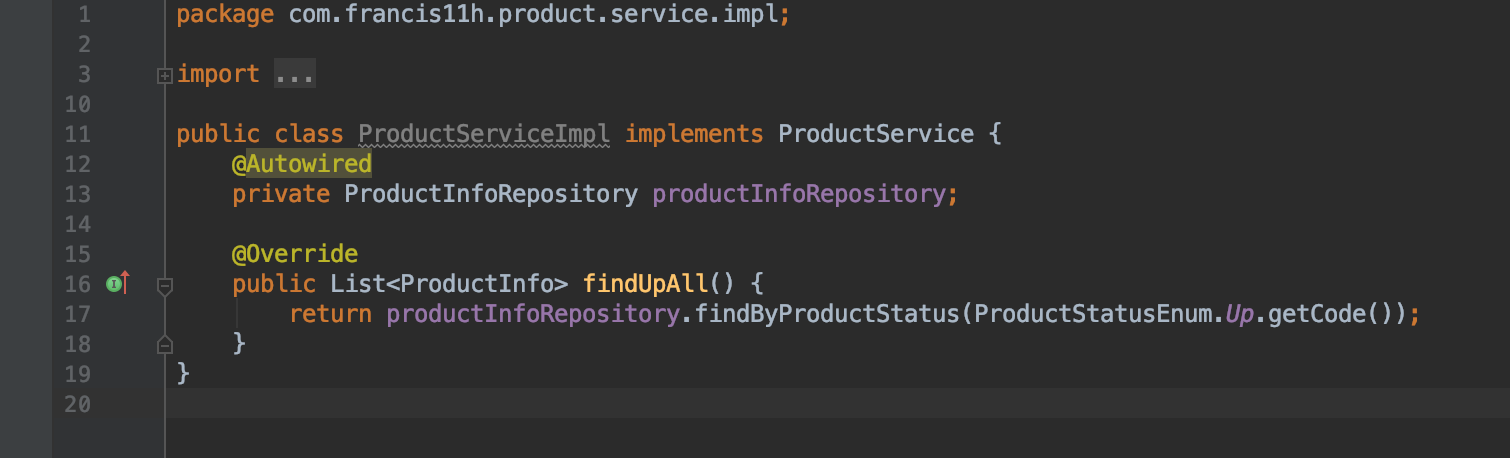 1 package com.francis11h.product.service.impl;
2
3 import ...
10
11 public class ProductServiceImpl implements ProductService {
12     @Autowired
13     private ProductInfoRepository productInfoRepository;
14
15     @Override
16     public List<ProductInfo> findUpAll() {
17         return productInfoRepository.findByProductStatus(ProductStatusEnum.Up.getCode());
18     }
19 }
20